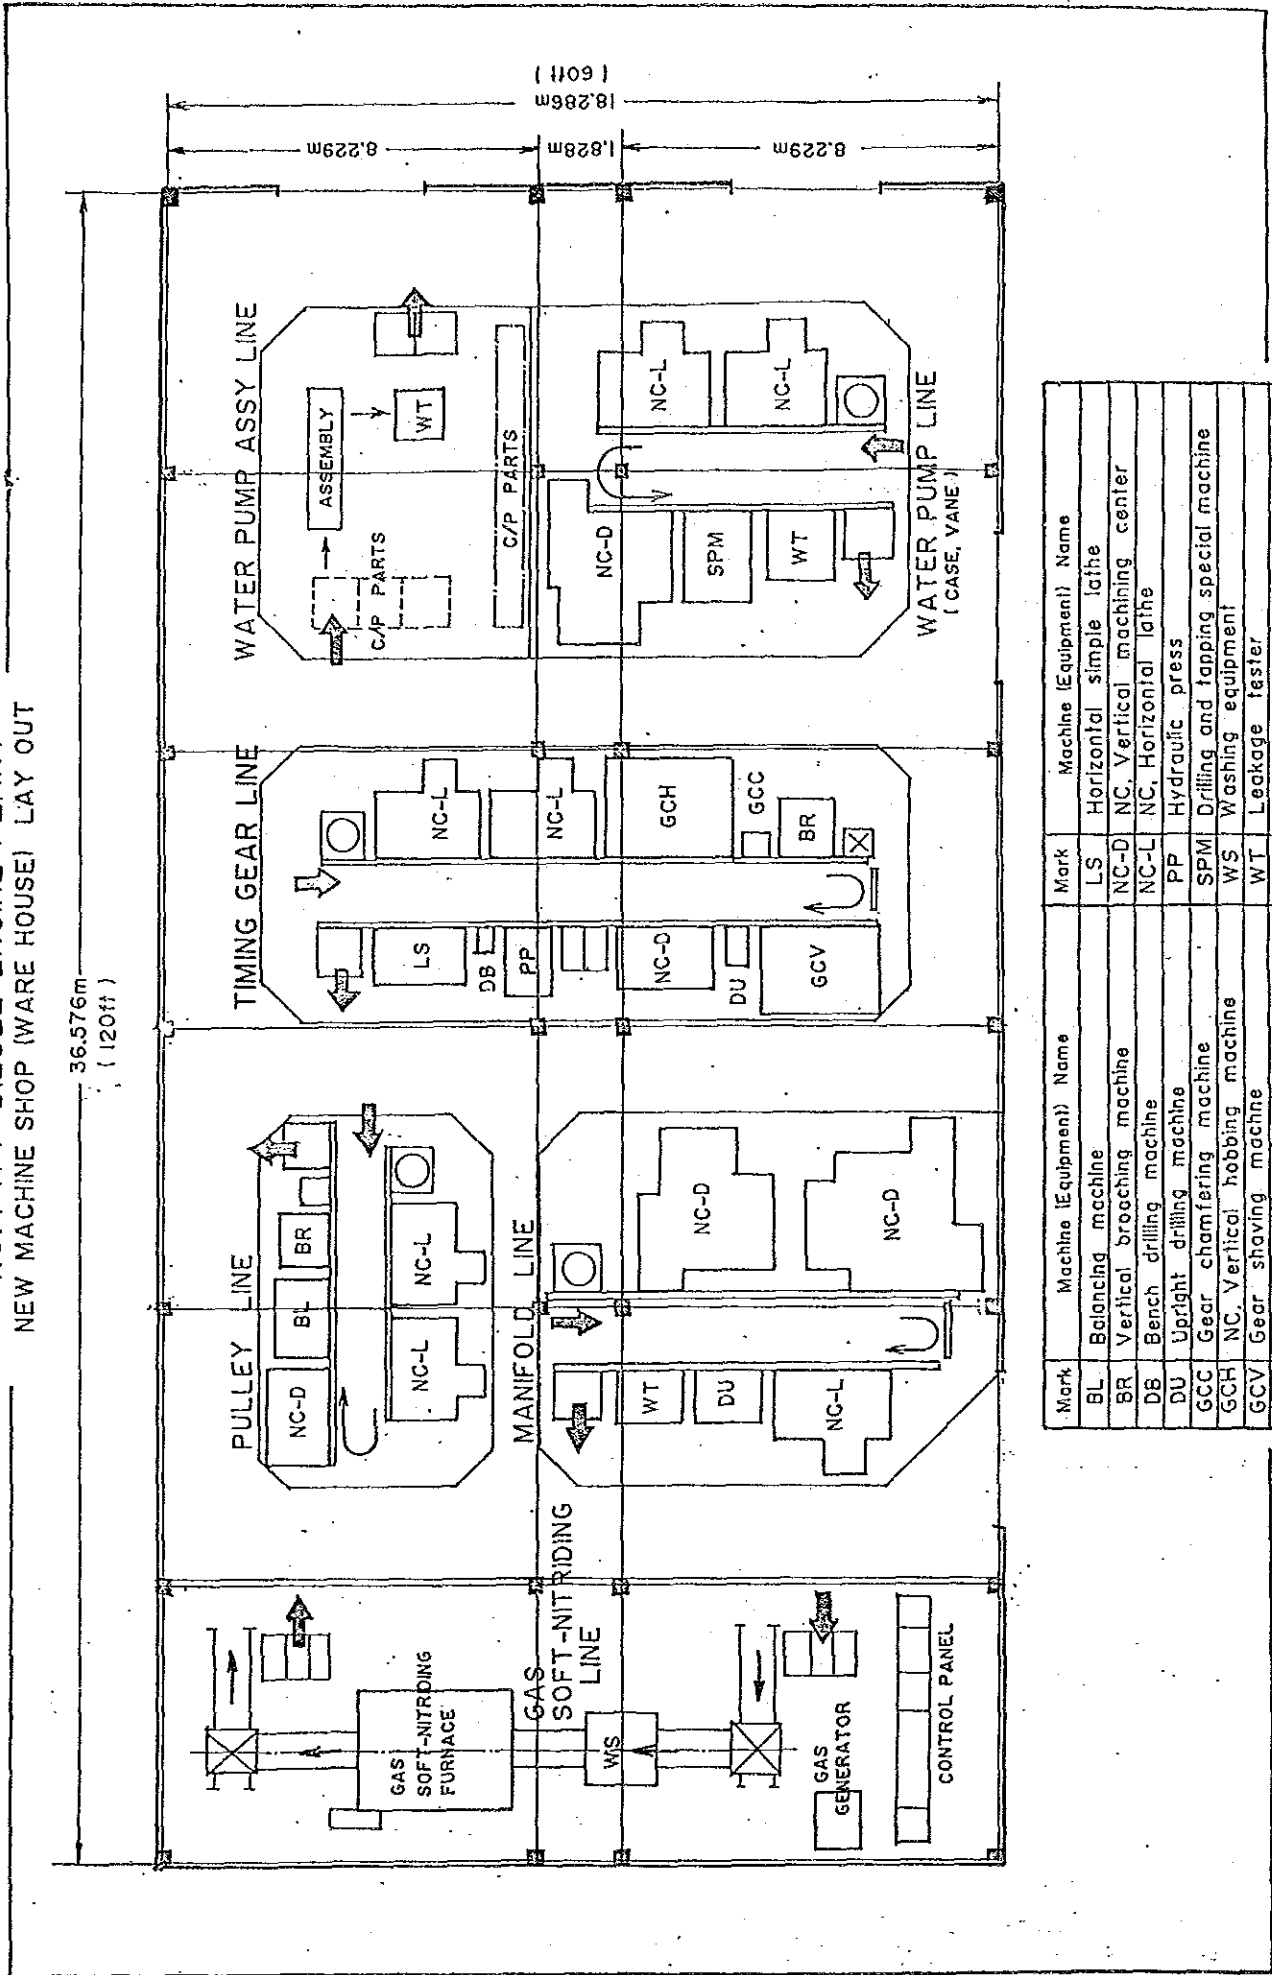 NEW MACHINE SHOP (WARE HOUSE) LAY OUT
36.576m
(120ft)
18.286m
(60ft)
8.229m
1.828m
8.229m
GAS
SOFT-NITRIDING
FURNACE
GAS
SOFT-NITRIDING
LINE
WS
GAS
GENERATOR
CONTROL PANEL
PULLEY LINE
NC-D
BL
BR
NC-L
NC-L
MANIFOLD LINE
WT
DU
NC-L
NC-D
NC-D
TIMING GEAR LINE
LS
DB
PP
NC-D
DU
GCV
NC-L
NC-L
GCH
GCC
BR
WATER PUMP ASSY LINE
C/P PARTS
ASSEMBLY
WT
C/P PARTS
NC-D
SPM
WT
NC-L
NC-L
WATER PUMP LINE
(CASE, VANE)
Mark Machine (Equipment) Name Mark Machine (Equipment) Name
BL Balancing machine LS Horizontal simple lathe
BR Vertical broaching machine NC-D NC, Vertical machining center
DB Bench drilling machine NC-L NC, Horizontal lathe
DU Upright drilling machine PP Hydraulic press
GCC Gear chamfering machine SPM Drilling and tapping special machine
GCH NC, Vertical hobbing machine WS Washing equipment
GCV Gear shaving machne WT Leakage tester